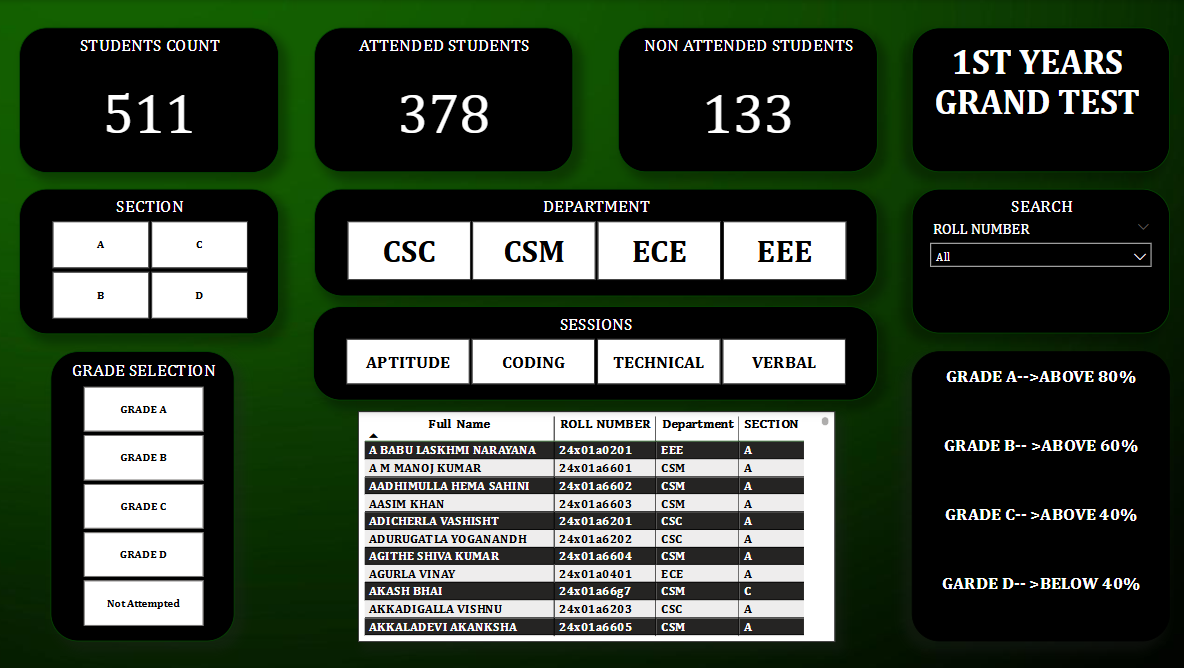 STUDENTS COUNT
511
ATTENDED STUDENTS
378
NON ATTENDED STUDENTS
133
1ST YEARS
GRAND TEST
SECTION
A C
B D
DEPARTMENT
CSC CSM ECE EEE
SEARCH
ROLL NUMBER
All
SESSIONS
APTITUDE CODING TECHNICAL VERBAL
GRADE SELECTION
GRADE A
GRADE B
GRADE C
GRADE D
Not Attempted
Full Name ROLL NUMBER Department SECTION
A BABU LASKHMI NARAYANA 24x01a0201 EEE A
A M MANOJ KUMAR 24x01a6601 CSM A
AADHIMULLA HEMA SAHINI 24x01a6602 CSM A
AASIM KHAN 24x01a6603 CSM A
ADICHERLA VASHISHT 24x01a6201 CSC A
ADURUGATLA YOGANANDH 24x01a6202 CSC A
AGITHE SHIVA KUMAR 24x01a6604 CSM A
AGURLA VINAY 24x01a0401 ECE A
AKASH BHAI 24x01a66g7 CSM C
AKKADIGALLA VISHNU 24x01a6203 CSC A
AKKALADEVI AKANKSHA 24x01a6605 CSM A
GRADE A-->ABOVE 80%
GRADE B-- >ABOVE 60%
GRADE C-- >ABOVE 40%
GARDE D-- >BELOW 40%